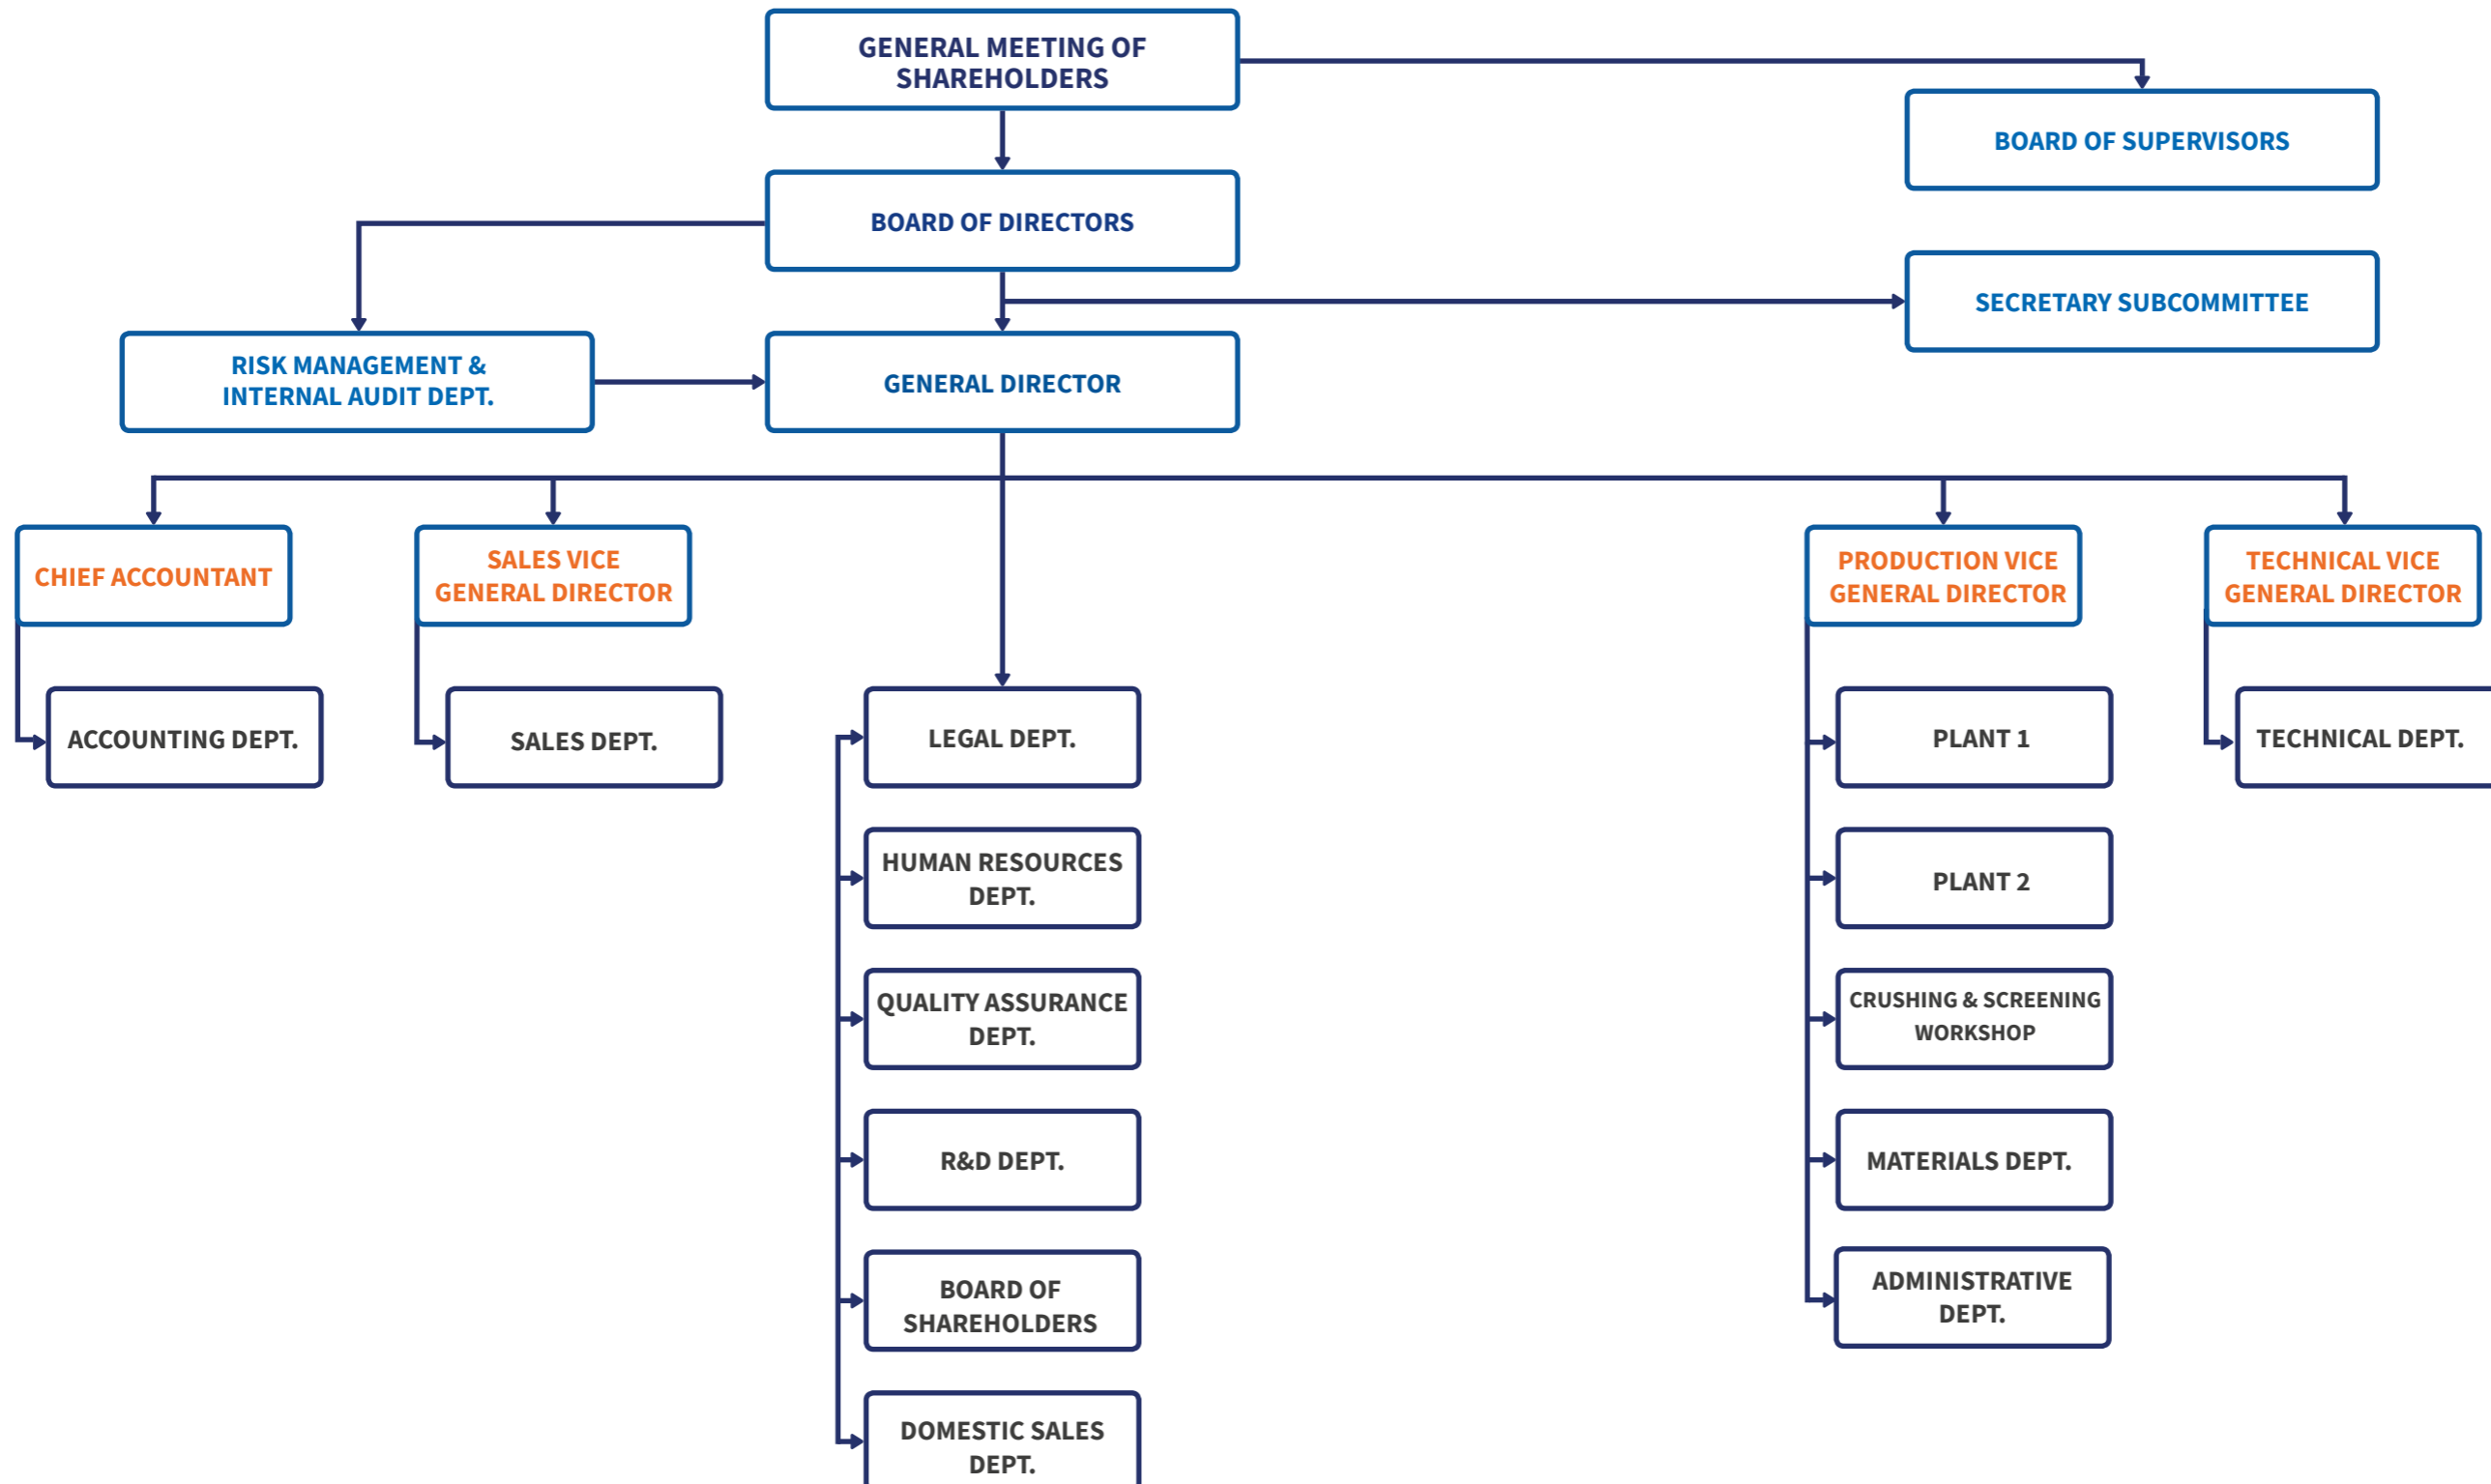 GENERAL MEETING OF
SHAREHOLDERS
BOARD OF SUPERVISORS
BOARD OF DIRECTORS
SECRETARY SUBCOMMITTEE
RISK MANAGEMENT &
INTERNAL AUDIT DEPT.
GENERAL DIRECTOR
CHIEF ACCOUNTANT
SALES VICE
GENERAL DIRECTOR
PRODUCTION VICE
GENERAL DIRECTOR
TECHNICAL VICE
GENERAL DIRECTOR
ACCOUNTING DEPT.
SALES DEPT.
LEGAL DEPT.
HUMAN RESOURCES
DEPT.
QUALITY ASSURANCE
DEPT.
R&D DEPT.
BOARD OF
SHAREHOLDERS
DOMESTIC SALES
DEPT.
PLANT 1
PLANT 2
CRUSHING & SCREENING
WORKSHOP
MATERIALS DEPT.
ADMINISTRATIVE
DEPT.
TECHNICAL DEPT.